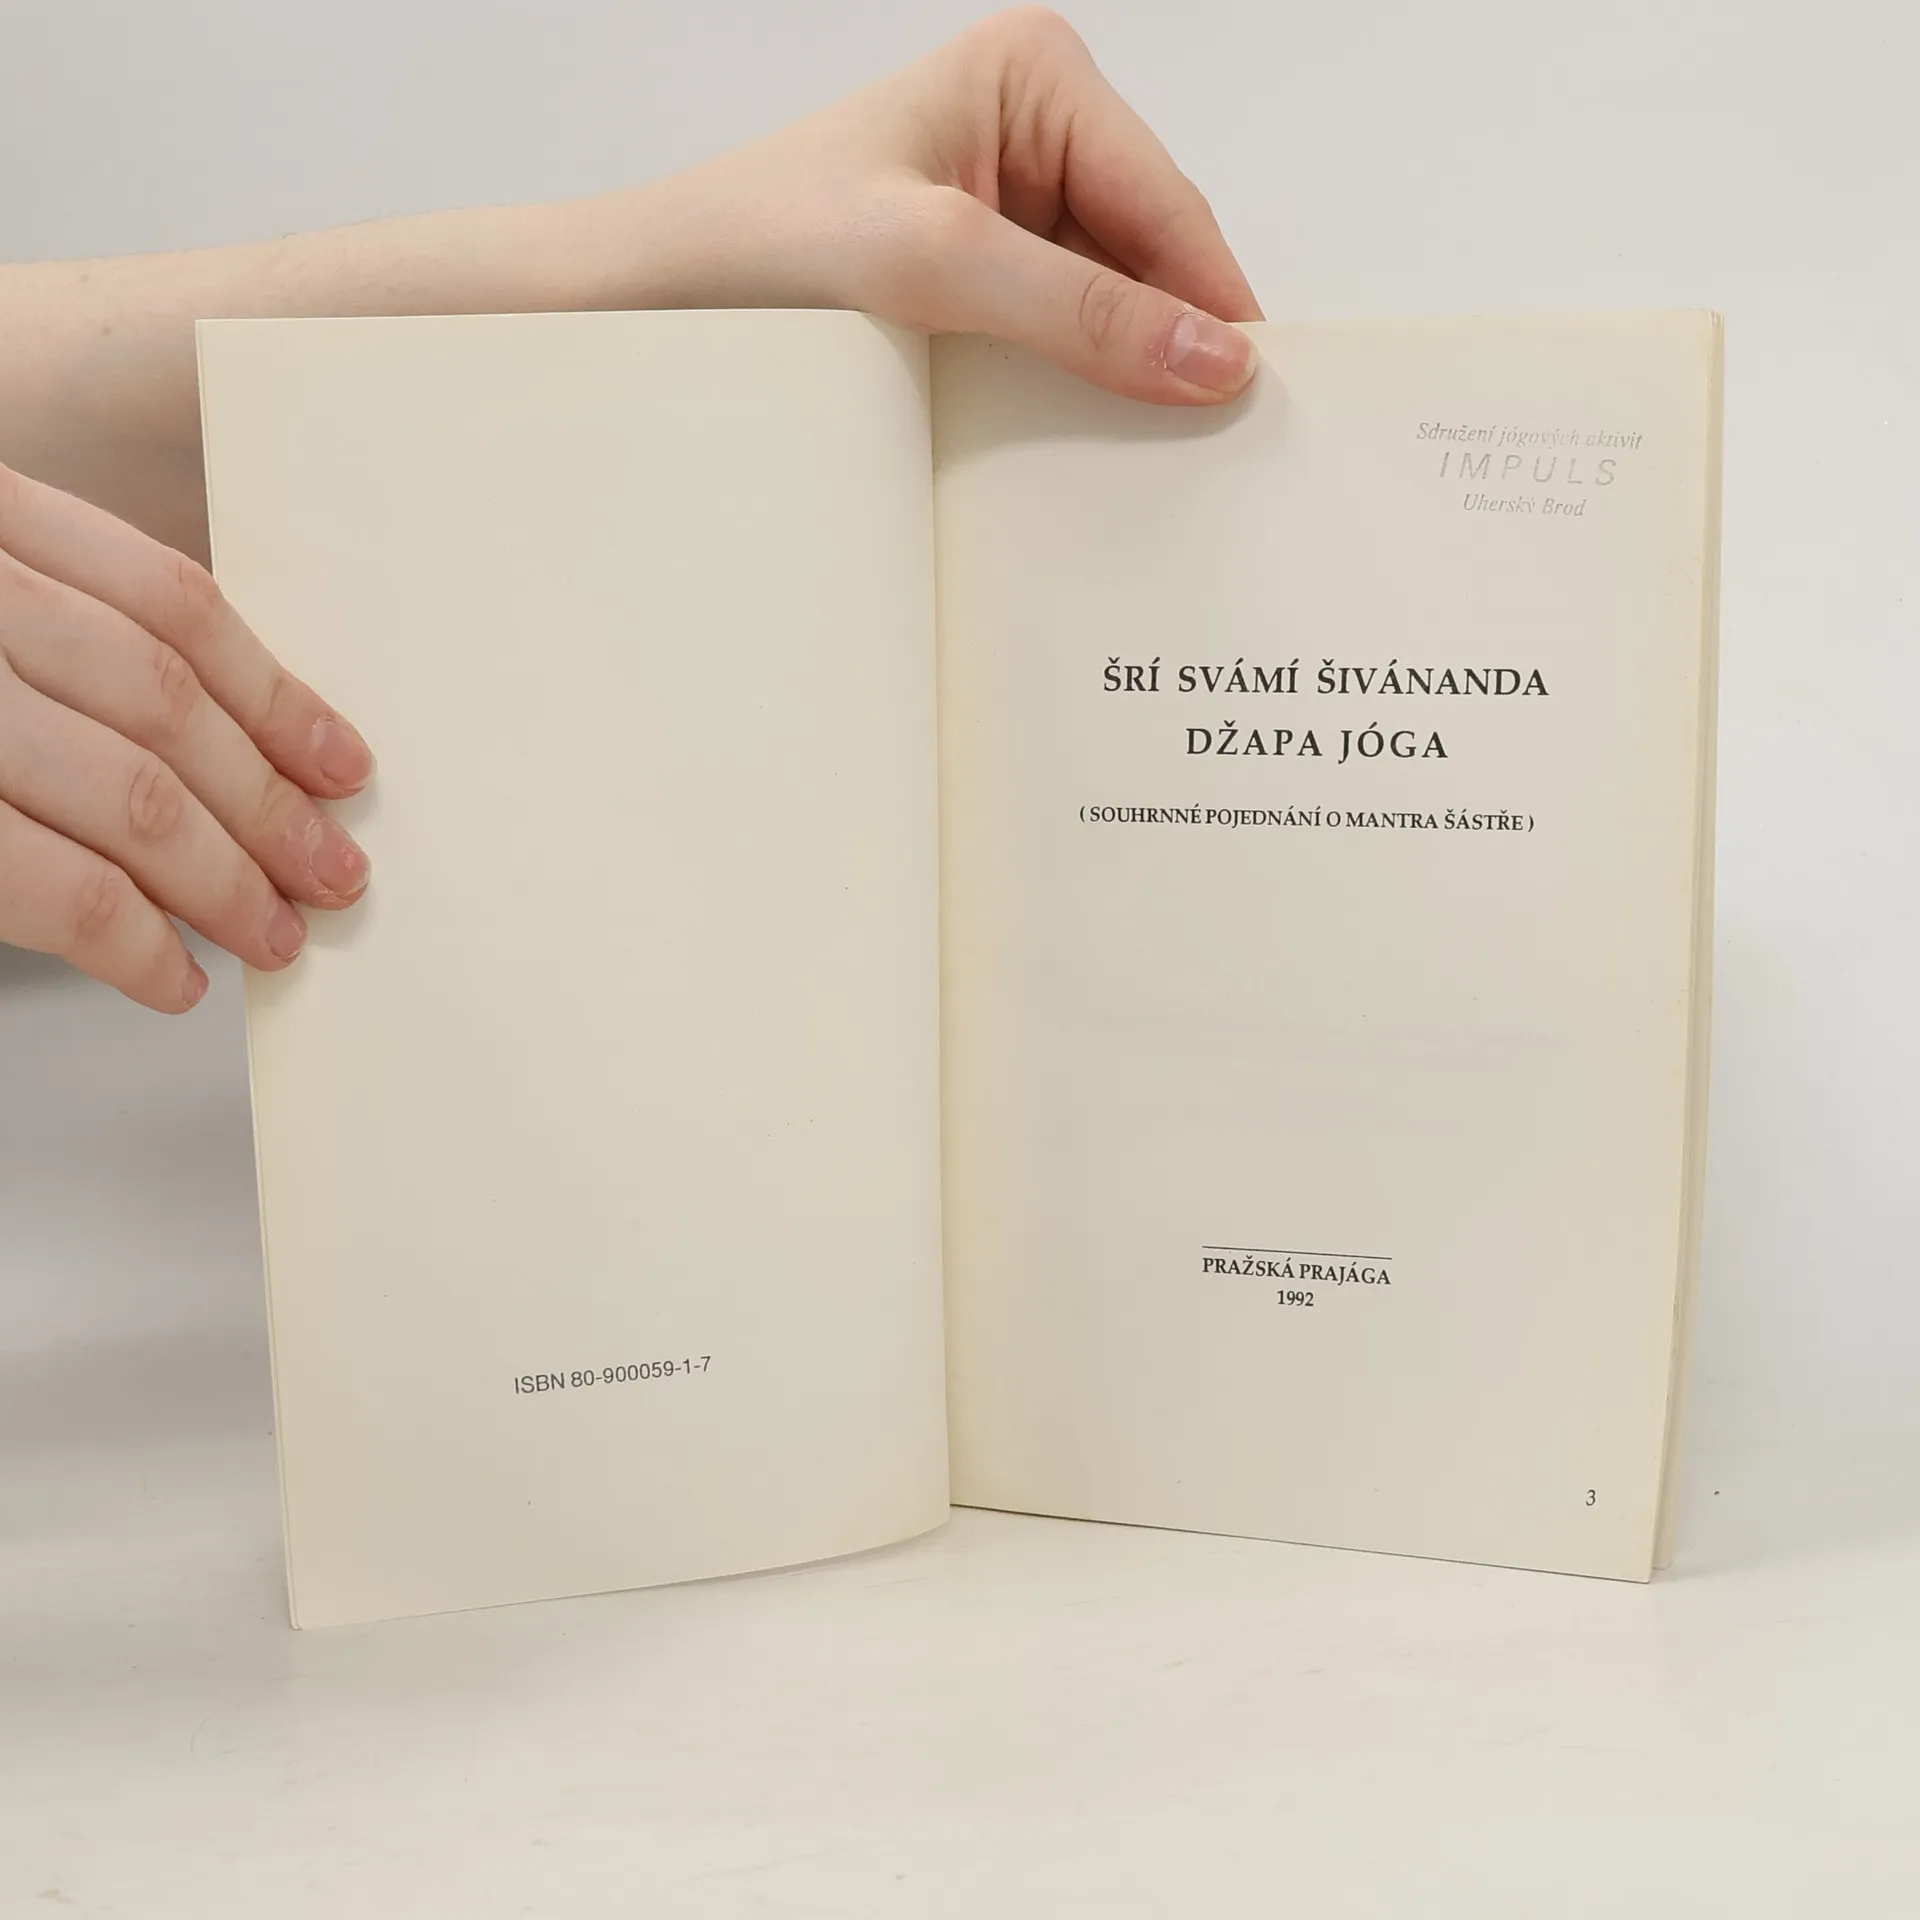 ISBN 80-900059-1-7
Sdružení jógových aktivit
IMPULS
Uherský Brod
ŠRÍ SVÁMÍ ŠIVÁNANDA
DŽAPA JÓGA
( SOUHRNNÉ POJEDNÁNÍ O MANTRA ŠÁSTŘE )
PRAŽSKÁ PRAJÁGA
1992
3